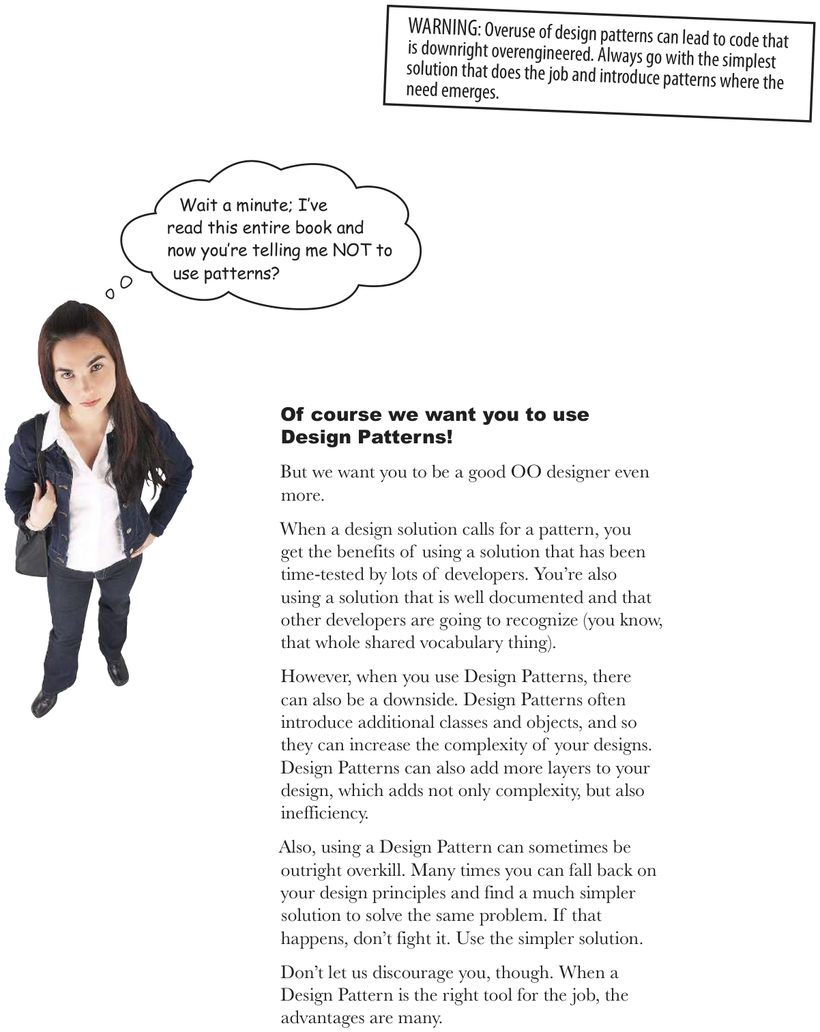 WARNING: Overuse of design patterns can lead to code that
is downright overengineered. Always go with the simplest
solution that does the job and introduce patterns where the
need emerges.
Wait a minute; I’ve
read this entire book and
now you’re telling me NOT to
use patterns?
Of course we want you to use
Design Patterns!
But we want you to be a good OO designer even
more.
When a design solution calls for a pattern, you
get the benefits of using a solution that has been
time-tested by lots of developers. You’re also
using a solution that is well documented and that
other developers are going to recognize (you know,
that whole shared vocabulary thing).
However, when you use Design Patterns, there
can also be a downside. Design Patterns often
introduce additional classes and objects, and so
they can increase the complexity of your designs.
Design Patterns can also add more layers to your
design, which adds not only complexity, but also
inefficiency.
Also, using a Design Pattern can sometimes be
outright overkill. Many times you can fall back on
your design principles and find a much simpler
solution to solve the same problem. If that
happens, don’t fight it. Use the simpler solution.
Don’t let us discourage you, though. When a
Design Pattern is the right tool for the job, the
advantages are many.